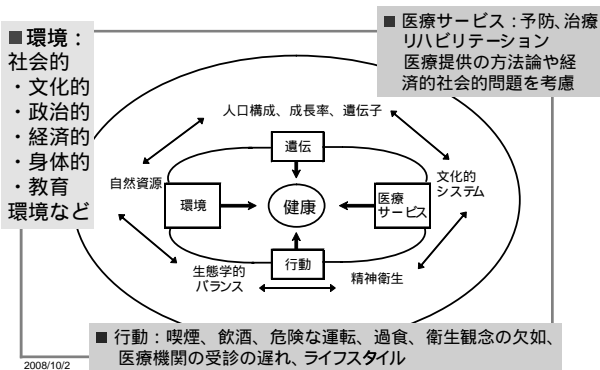 ■ 環境：
社会的
・文化的
・政治的
・経済的
・身体的
・教育
環境など
■ 医療サービス：予防、治療
リハビリテーション
医療提供の方法論や経
済的社会的問題を考慮
人口構成、成長率、遺伝子
遺伝
自然資源
環境
健康
医療
サービス
文化的
システム
行動
生態学的
バランス
精神衛生
■ 行動：喫煙、飲酒、危険な運転、過食、衛生観念の欠如、
医療機関の受診の遅れ、ライフスタイル
2008/10/2